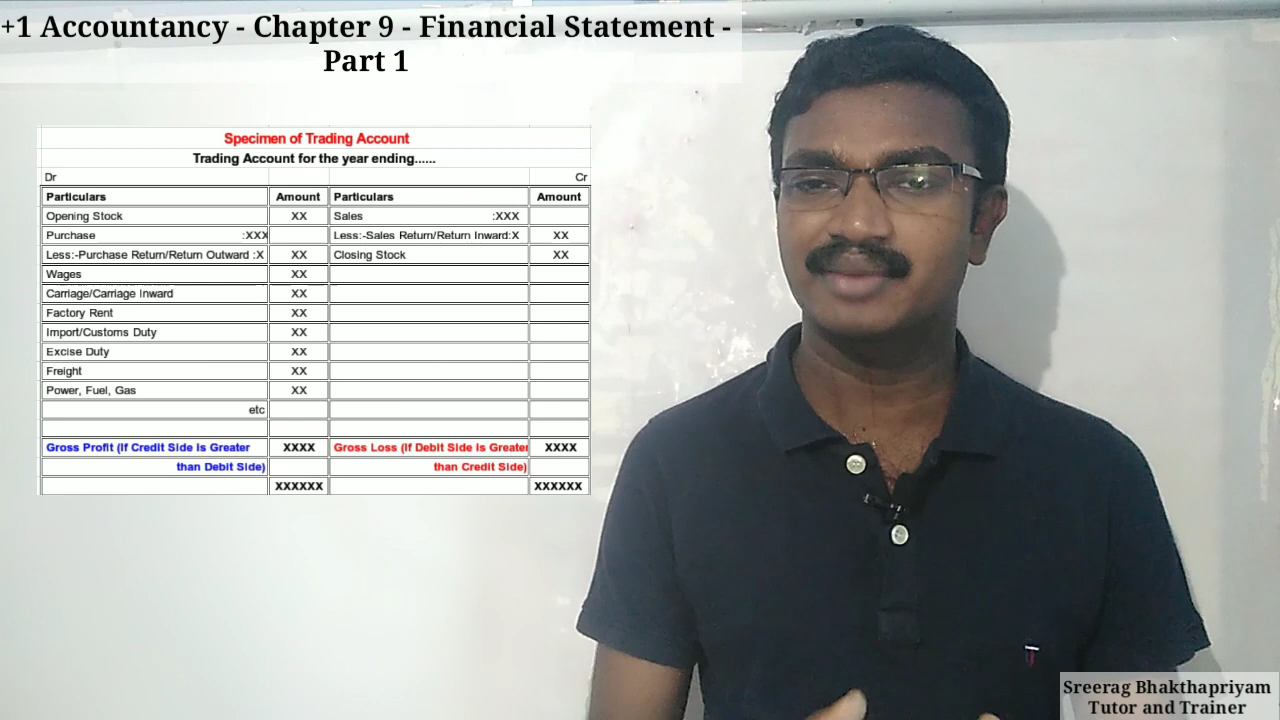 +1 Accountancy - Chapter 9 - Financial Statement -
Part 1
Specimen of Trading Account
Trading Account for the year ending......
Dr Cr
Particulars Amount Particulars Amount
Opening Stock XX Sales :XXX
Purchase :XXX Less:-Sales Return/Return Inward:X XX
Less:-Purchase Return/Return Outward :X XX Closing Stock XX
Wages XX
Carriage/Carriage Inward XX
Factory Rent XX
Import/Customs Duty XX
Excise Duty XX
Freight XX
Power, Fuel, Gas XX
etc
Gross Profit (If Credit Side is Greater XXXX Gross Loss (If Debit Side is Greater XXXX
than Debit Side) than Credit Side)
XXXXXX XXXXXX
Sreerag Bhakthapriyam
Tutor and Trainer